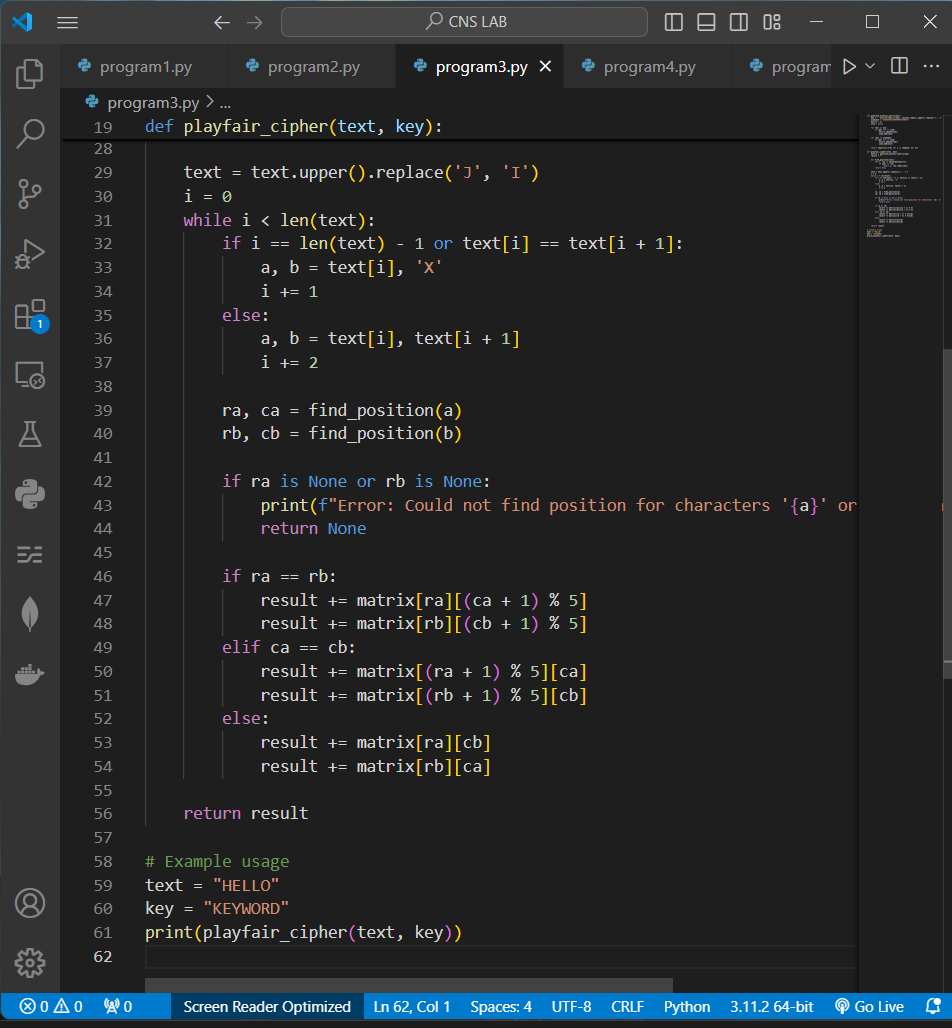 CNS LAB
program1.py program2.py program3.py program4.py program
program3.py > ...
19 def playfair_cipher(text, key):
28
29 text = text.upper().replace('J', 'I')
30 i = 0
31 while i < len(text):
32 if i == len(text) - 1 or text[i] == text[i + 1]:
33 a, b = text[i], 'X'
34 i += 1
35 else:
36 a, b = text[i], text[i + 1]
37 i += 2
38
39 ra, ca = find_position(a)
40 rb, cb = find_position(b)
41
42 if ra is None or rb is None:
43 print(f"Error: Could not find position for characters '{a}' or
44 return None
45
46 if ra == rb:
47 result += matrix[ra][(ca + 1) % 5]
48 result += matrix[rb][(cb + 1) % 5]
49 elif ca == cb:
50 result += matrix[(ra + 1) % 5][ca]
51 result += matrix[(rb + 1) % 5][cb]
52 else:
53 result += matrix[ra][cb]
54 result += matrix[rb][ca]
55
56 return result
57
58 # Example usage
59 text = "HELLO"
60 key = "KEYWORD"
61 print(playfair_cipher(text, key))
62
1
0 0 0 Screen Reader Optimized Ln 62, Col 1 Spaces: 4 UTF-8 CRLF Python 3.11.2 64-bit Go Live